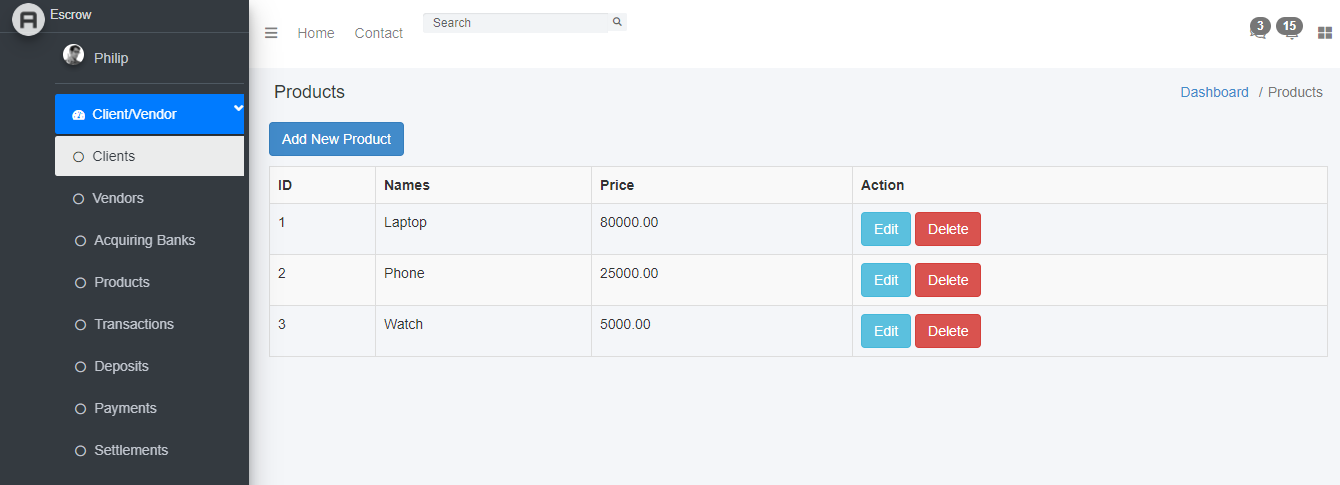 Escrow
Philip
Client/Vendor
Clients
Vendors
Acquiring Banks
Products
Transactions
Deposits
Payments
Settlements
Home Contact Search 3 15
Products Dashboard / Products
Add New Product
ID Names Price Action
1 Laptop 80000.00 Edit Delete
2 Phone 25000.00 Edit Delete
3 Watch 5000.00 Edit Delete